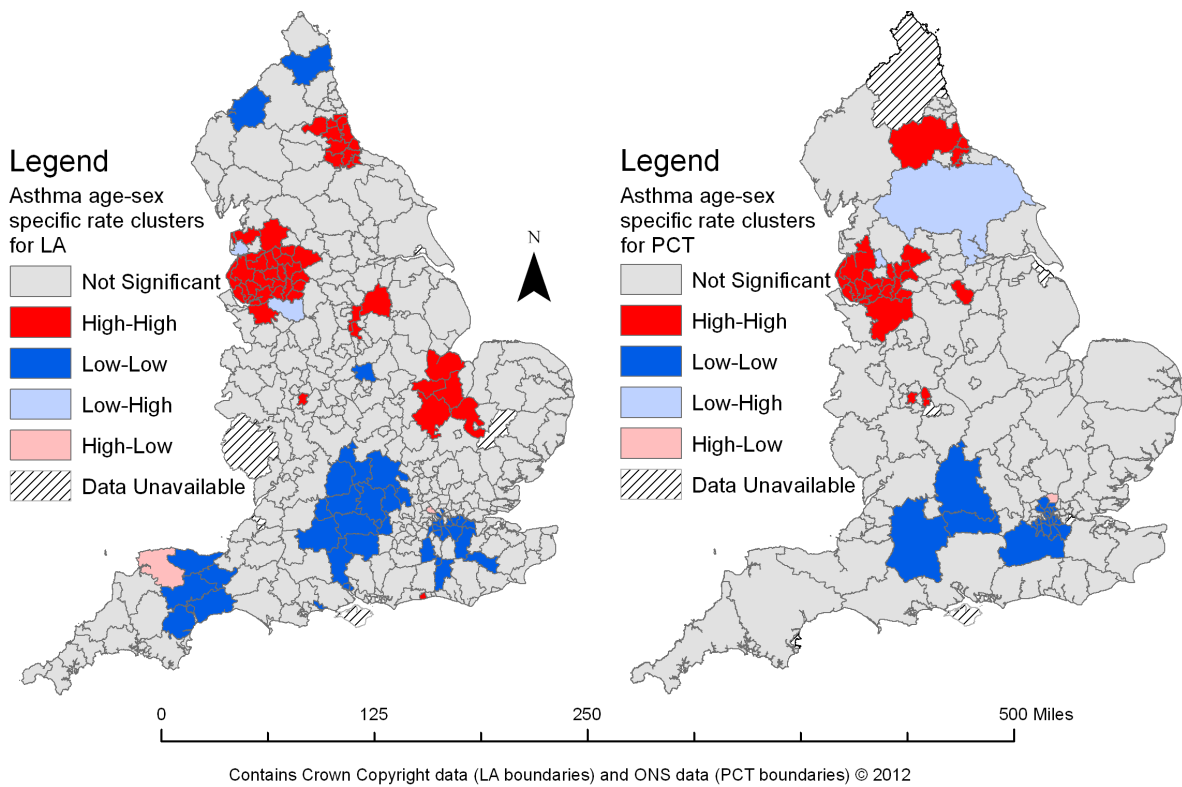 Legend
Asthma age-sex
specific rate clusters
for LA
Not Significant
High-High
Low-Low
Low-High
High-Low
Data Unavailable
N
Legend
Asthma age-sex
specific rate clusters
for PCT
Not Significant
High-High
Low-Low
Low-High
High-Low
Data Unavailable
0 125 250 500 Miles
Contains Crown Copyright data (LA boundaries) and ONS data (PCT boundaries) © 2012